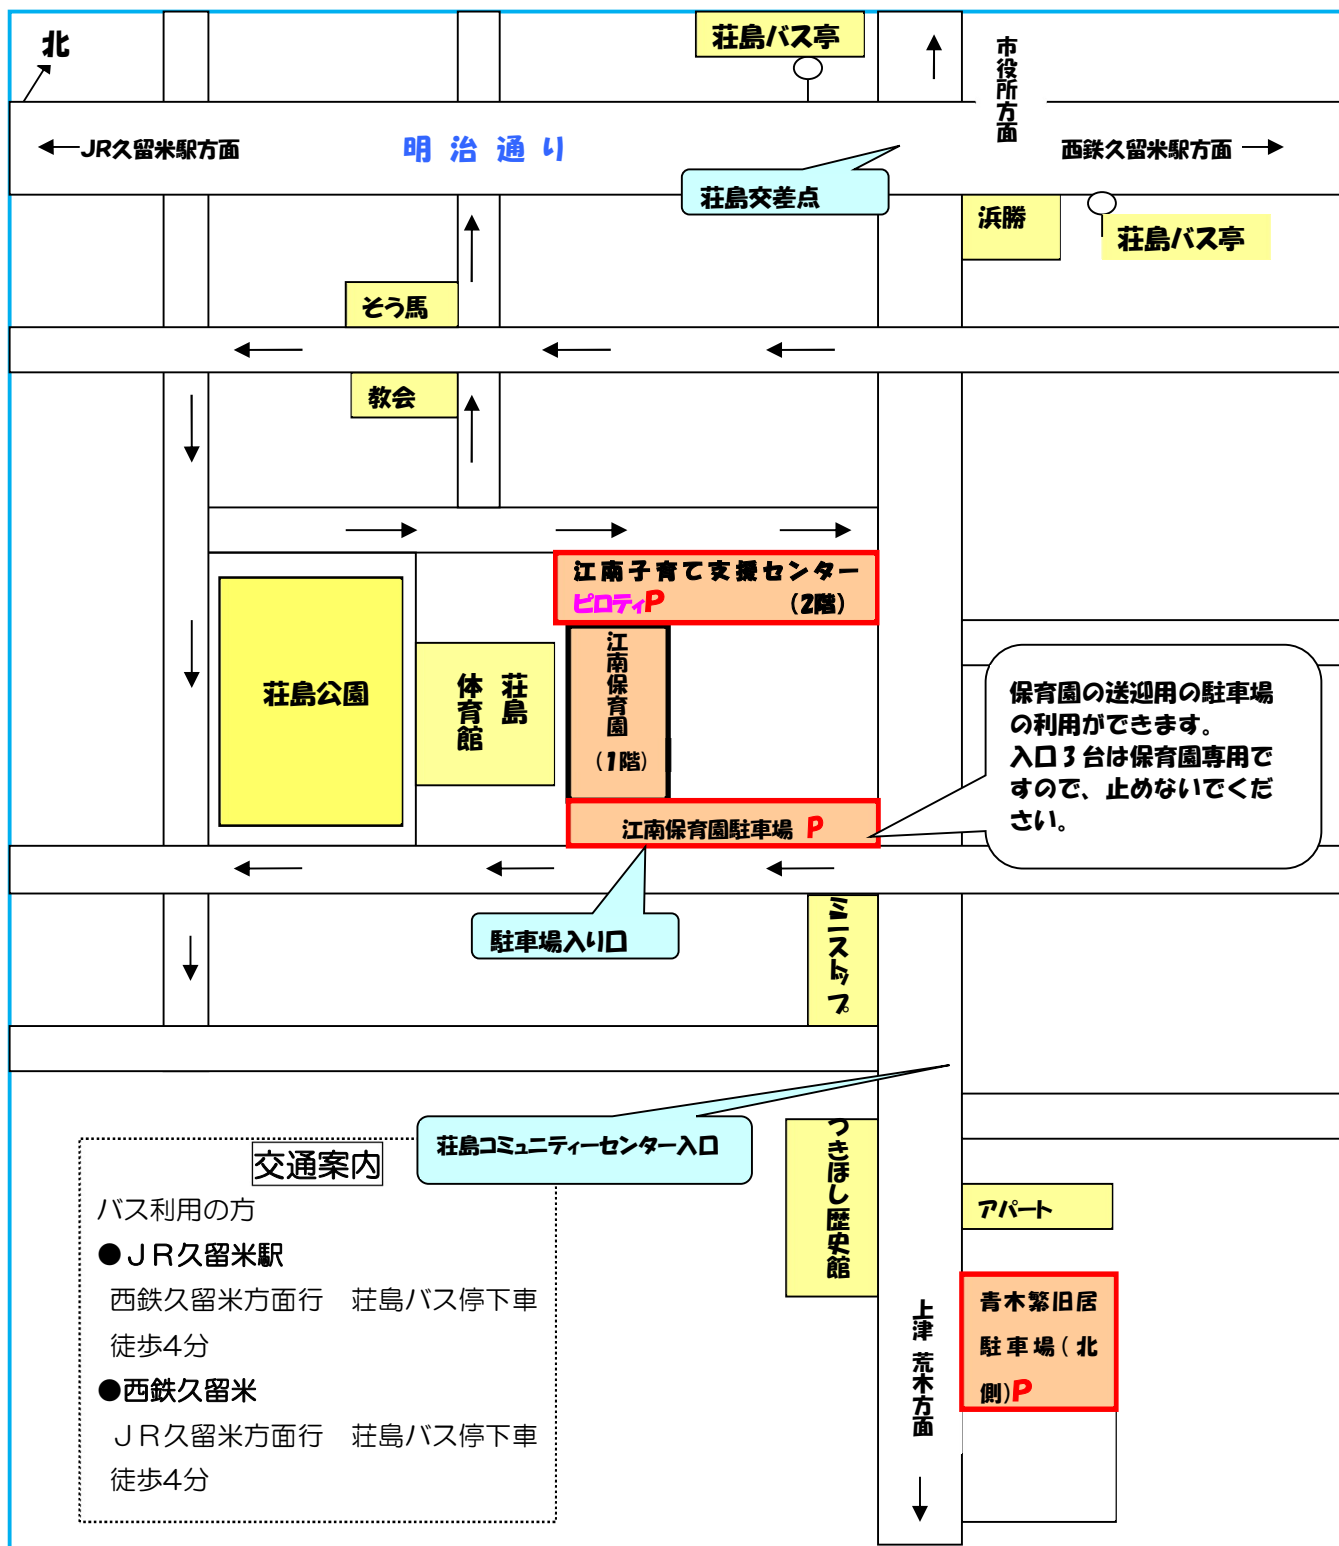 北
荘島バス亭
市役所方面
←JR久留米駅方面
明治通り
西鉄久留米駅方面→
荘島交差点
浜勝
荘島バス亭
そう馬
教会
江南子育て支援センター
ピロティP （2階）
江南保育園
（1階）
荘島公園
荘島
体育館
保育園の送迎用の駐車場
の利用ができます。
入口３台は保育園専用で
すので、止めないでくだ
さい。
江南保育園駐車場 P
駐車場入り口
ミニストップ
荘島コミュニティーセンター入口
つきほし歴史館
アパート
青木繁旧居
駐車場（北
側）P
上津 荒木方面
交通案内
バス利用の方
●ＪＲ久留米駅
西鉄久留米方面行　荘島バス停下車
徒歩4分
●西鉄久留米
ＪＲ久留米方面行　荘島バス停下車
徒歩4分